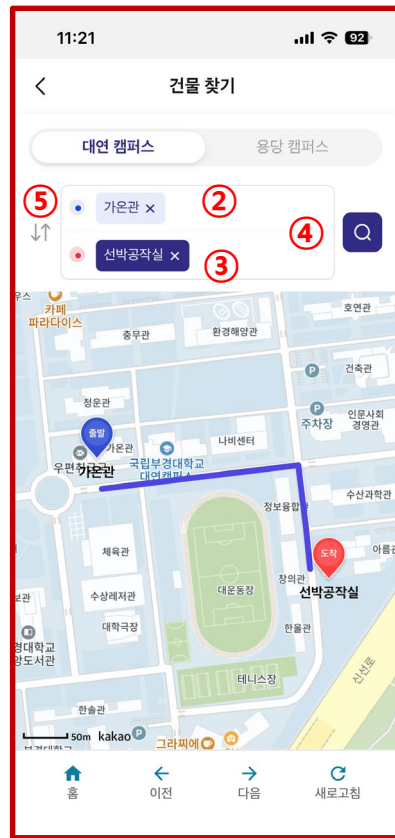 11:21 92
건물 찾기
대연 캠퍼스 용당 캠퍼스
⑤ 가온관 × ②
④
선박공작실 × ③
카페
파라다이스
충무관
환경해양관
호연관
P 건축관
청운관
P
주차장
인문사회
경영관
출발
가온관
나비센터
국립부경대학교
대연캠퍼스
가온관
수산과학관
정보융합관
체육관
도착
창의관
선박공작실
수상레저관
대운동장
대학극장
한울관
테니스장
신선로
한솔관
50m kakao P
그라찌에
홈 이전 다음 새로고침